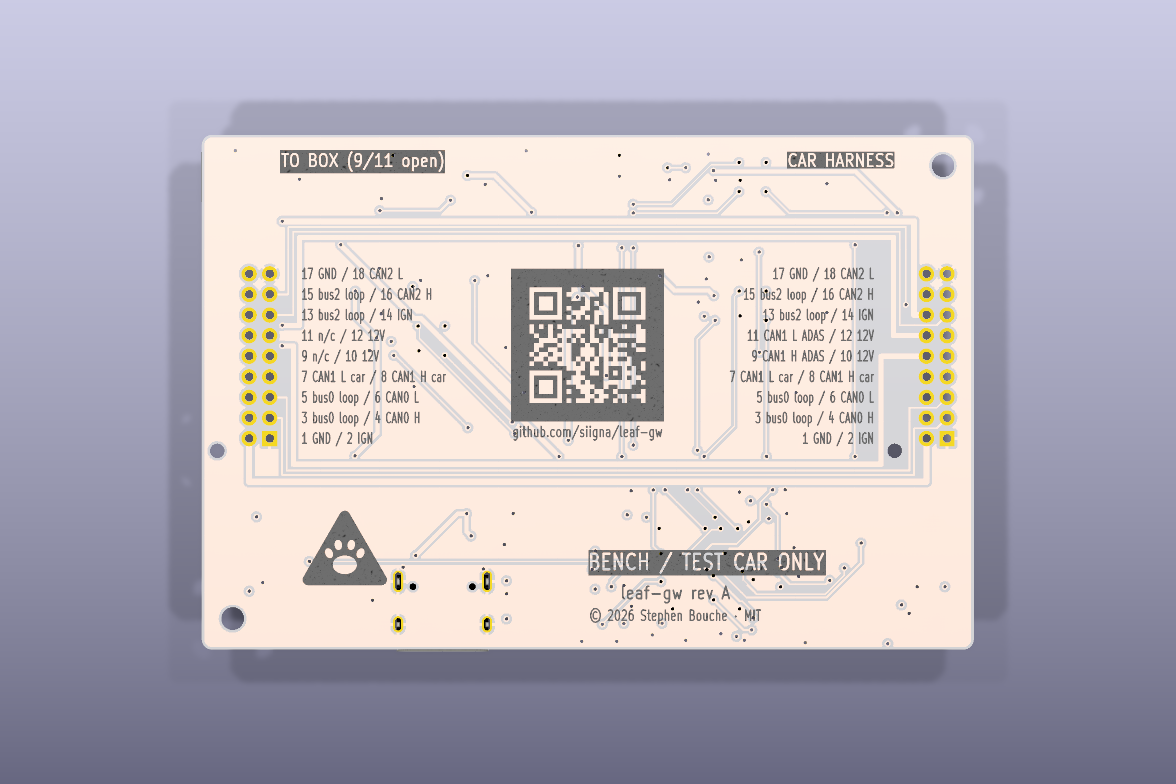 TO BOX (9/11 open)
CAR HARNESS
17 GND / 18 CAN2 L
15 bus2 loop / 16 CAN2 H
13 bus2 loop / 14 IGN
11 n/c / 12 12V
9 n/c / 10 12V
7 CAN1 L car / 8 CAN1 H car
5 bus0 loop / 6 CAN0 L
3 bus0 loop / 4 CAN0 H
1 GND / 2 IGN
17 GND / 18 CAN2 L
15 bus2 loop / 16 CAN2 H
13 bus2 loop / 14 IGN
11 CAN1 L ADAS / 12 12V
9 CAN1 H ADAS / 10 12V
7 CAN1 L car / 8 CAN1 H car
5 bus0 loop / 6 CAN0 L
3 bus0 loop / 4 CAN0 H
1 GND / 2 IGN
github.com/siigna/leaf-gw
BENCH / TEST CAR ONLY
leaf-gw rev A
© 2026 Stephen Bouche · MIT